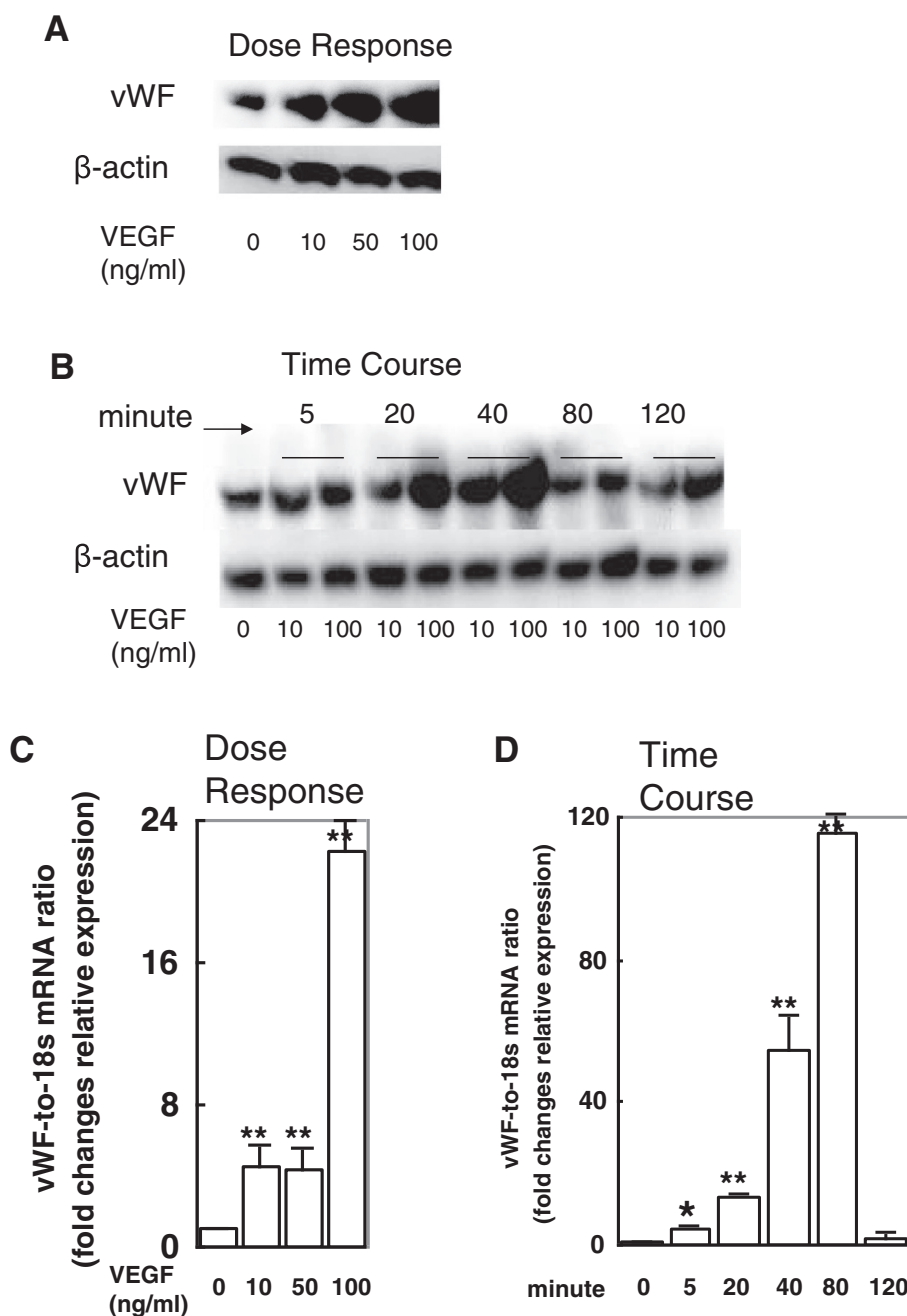 A
Dose Response
vWF
β-actin
VEGF
(ng/ml)
0 10 50 100
B
Time Course
minute 5 20 40 80 120
vWF
β-actin
VEGF
(ng/ml)
0 10 100 10 100 10 100 10 100 10 100
C
Dose
Response
vWF-to-18s mRNA ratio
(fold changes relative expression)
24
16
8
0
** ** **
VEGF
(ng/ml)
0 10 50 100
D
Time
Course
vWF-to-18s mRNA ratio
(fold changes relative expression)
120
80
40
0
* ** ** **
minute 0 5 20 40 80 120